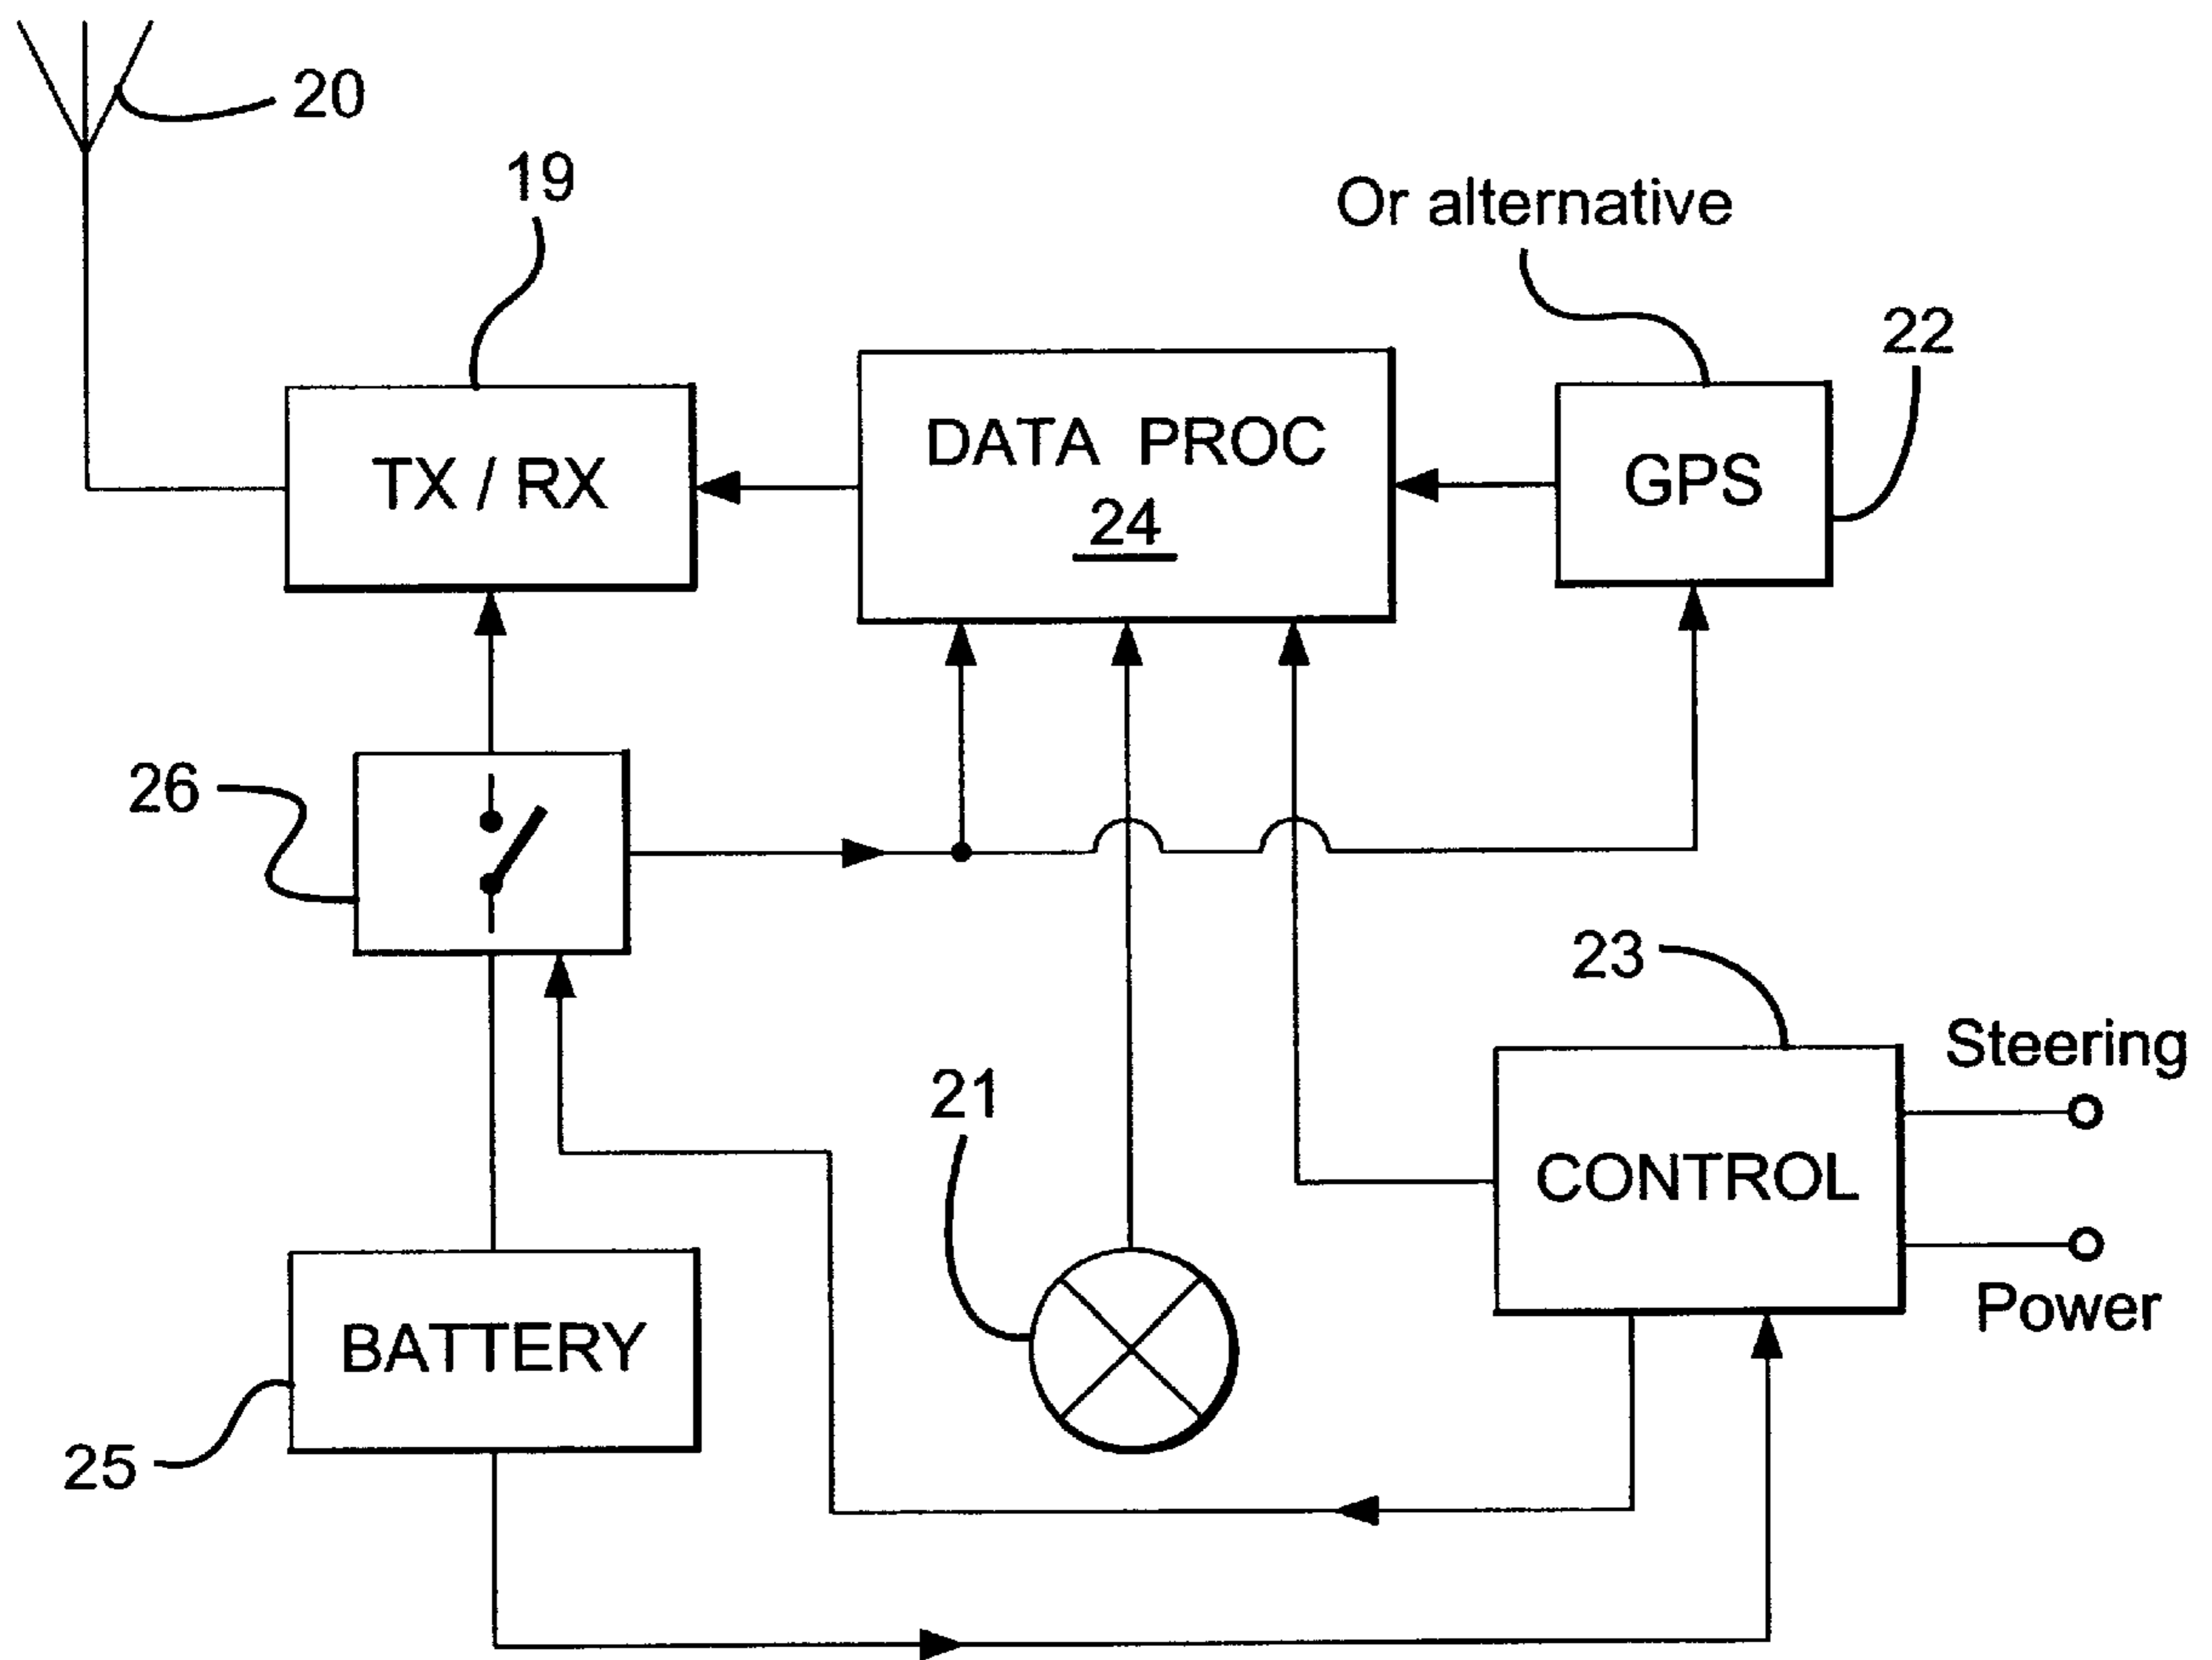 20
19
Or alternative
22
TX / RX
DATA PROC
24
GPS
26
23
Steering
21
CONTROL
Power
BATTERY
25